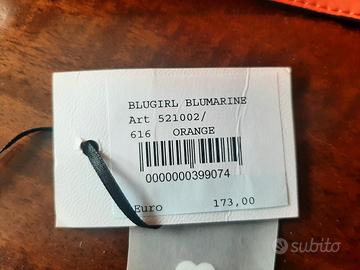 BLUGIRL BLUMARINE
Art 521002/
616 ORANGE
0000000399074
Euro 173,00
subito